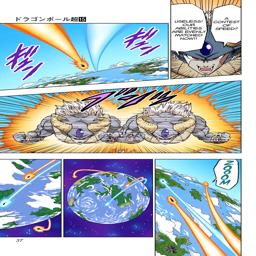 ドラゴンボール超15
A
CONTEST
OF
SPEED?
USELESS!
OUR
ABILITIES
ARE EVENLY
MATCHED
NOW!!
ZOOM
37